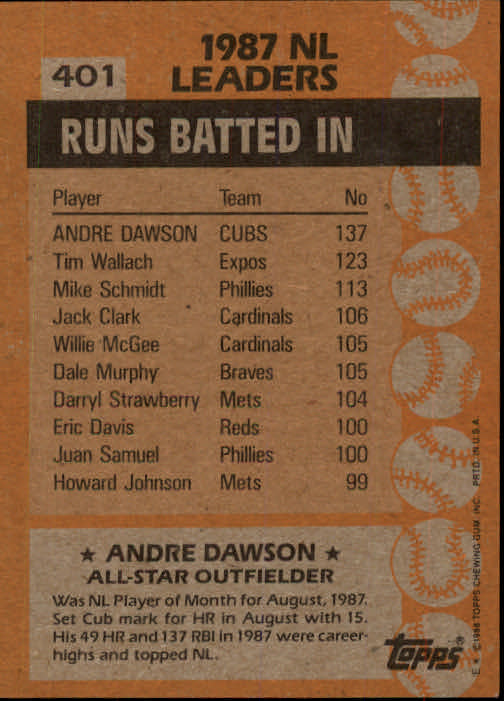 401
1987 NL
LEADERS
RUNS BATTED IN
Player Team No
ANDRE DAWSON CUBS 137
Tim Wallach Expos 123
Mike Schmidt Phillies 113
Jack Clark Cardinals 106
Willie McGee Cardinals 105
Dale Murphy Braves 105
Darryl Strawberry Mets 104
Eric Davis Reds 100
Juan Samuel Phillies 100
Howard Johnson Mets 99
★ ANDRE DAWSON ★
ALL-STAR OUTFIELDER
Was NL Player of Month for August, 1987.
Set Cub mark for HR in August with 15.
His 49 HR and 137 RBI in 1987 were career-
highs and topped NL.
topps®
E ★ ©1988 TOPPS CHEWING GUM, INC. PRTD. IN U.S.A.